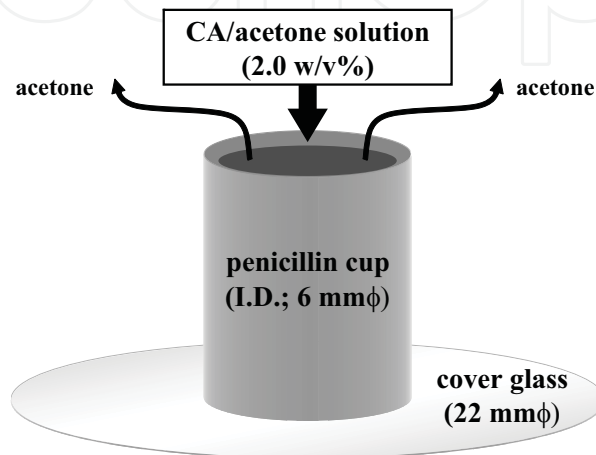 CA/acetone solution
(2.0 w/v%)
acetone
acetone
penicillin cup
(I.D.; 6 mmϕ)
cover glass
(22 mmϕ)